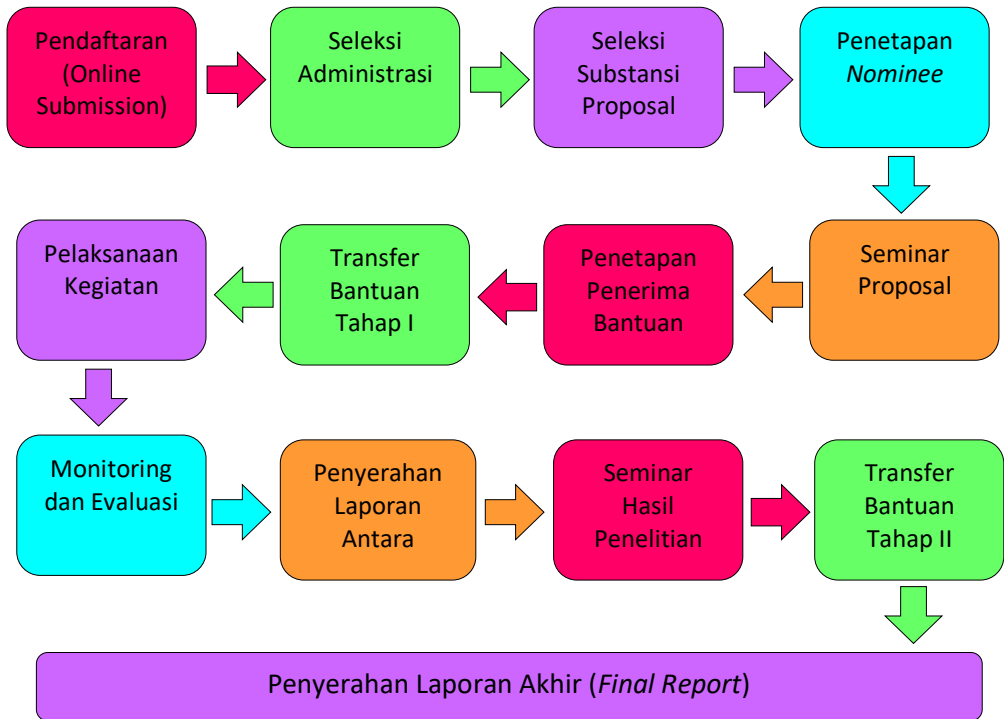 Pendaftaran
(Online
Submission)
Seleksi
Administrasi
Seleksi
Substansi
Proposal
Penetapan
Nominee
Seminar
Proposal
Penetapan
Penerima
Bantuan
Transfer
Bantuan
Tahap I
Pelaksanaan
Kegiatan
Monitoring
dan Evaluasi
Penyerahan
Laporan
Antara
Seminar
Hasil
Penelitian
Transfer
Bantuan
Tahap II
Penyerahan Laporan Akhir (Final Report)